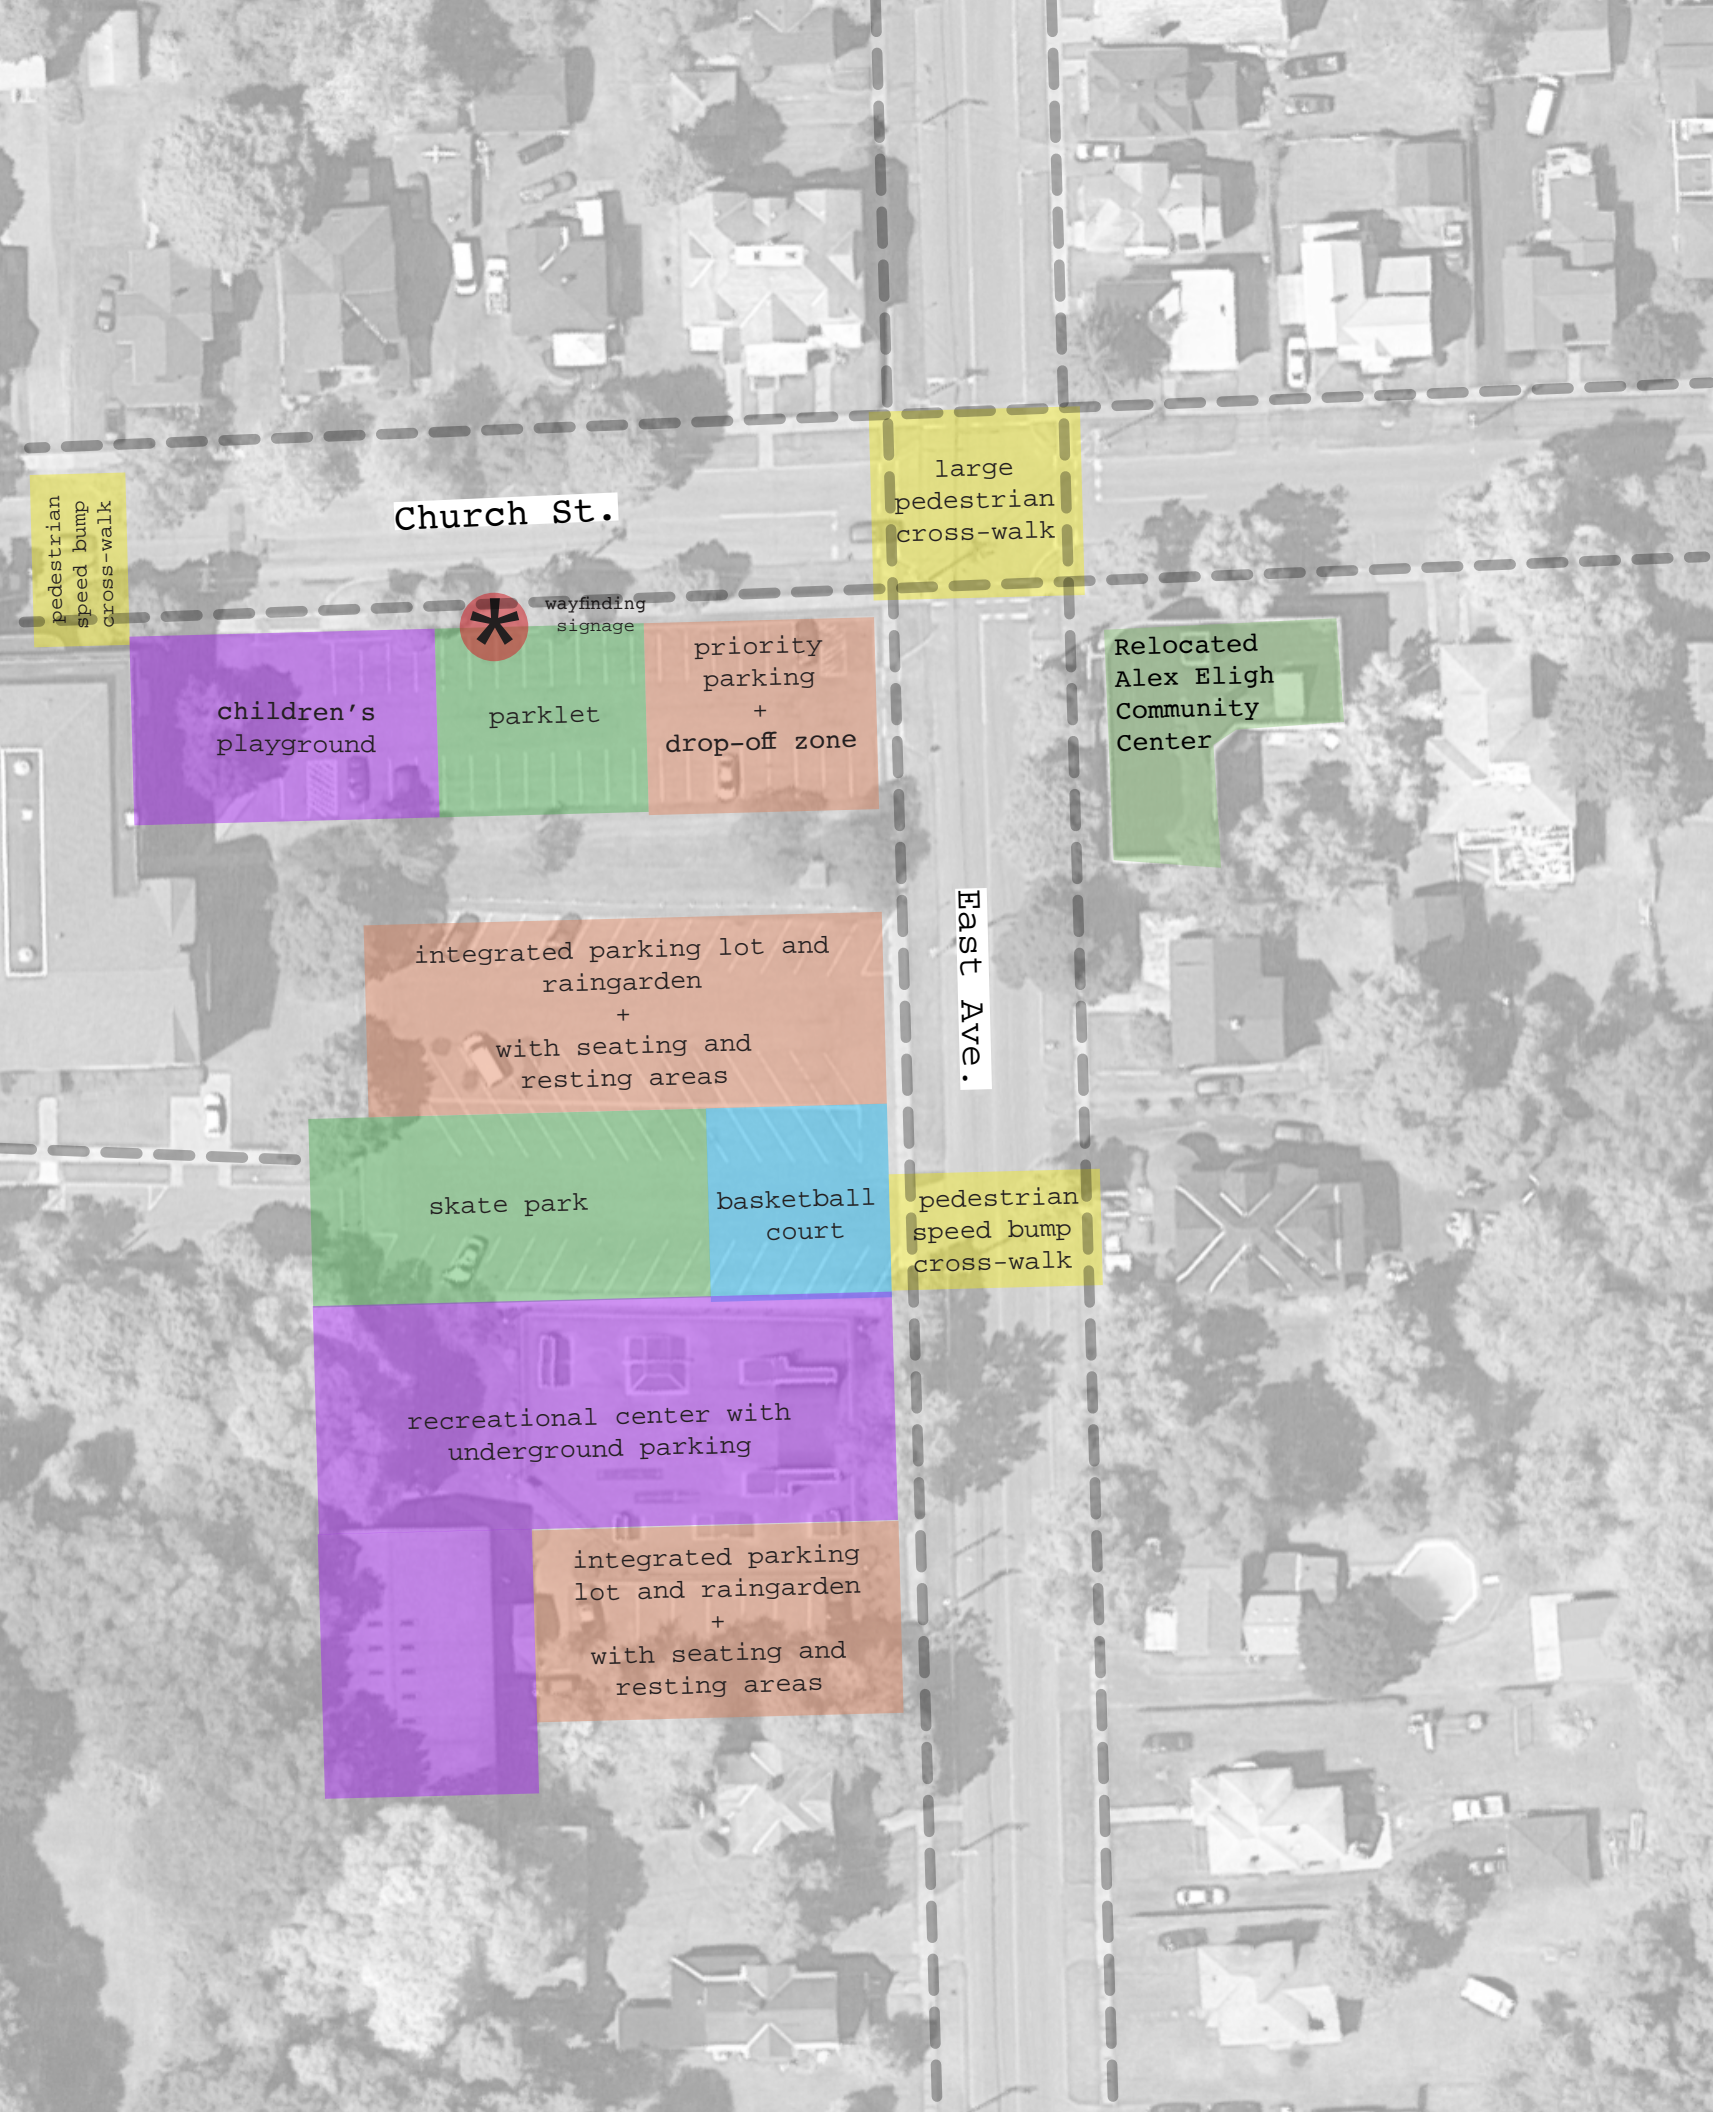 large
pedestrian
cross-walk
pedestrian
speed bump
cross-walk
Church St.
*
wayfinding
signage
children's
playground
parklet
priority
parking
+
drop-off zone
Relocated
Alex Eligh
Community
Center
East Ave.
integrated parking lot and
raingarden
+
with seating and
resting areas
skate park
basketball
court
pedestrian
speed bump
cross-walk
recreational center with
underground parking
integrated parking
lot and raingarden
+
with seating and
resting areas